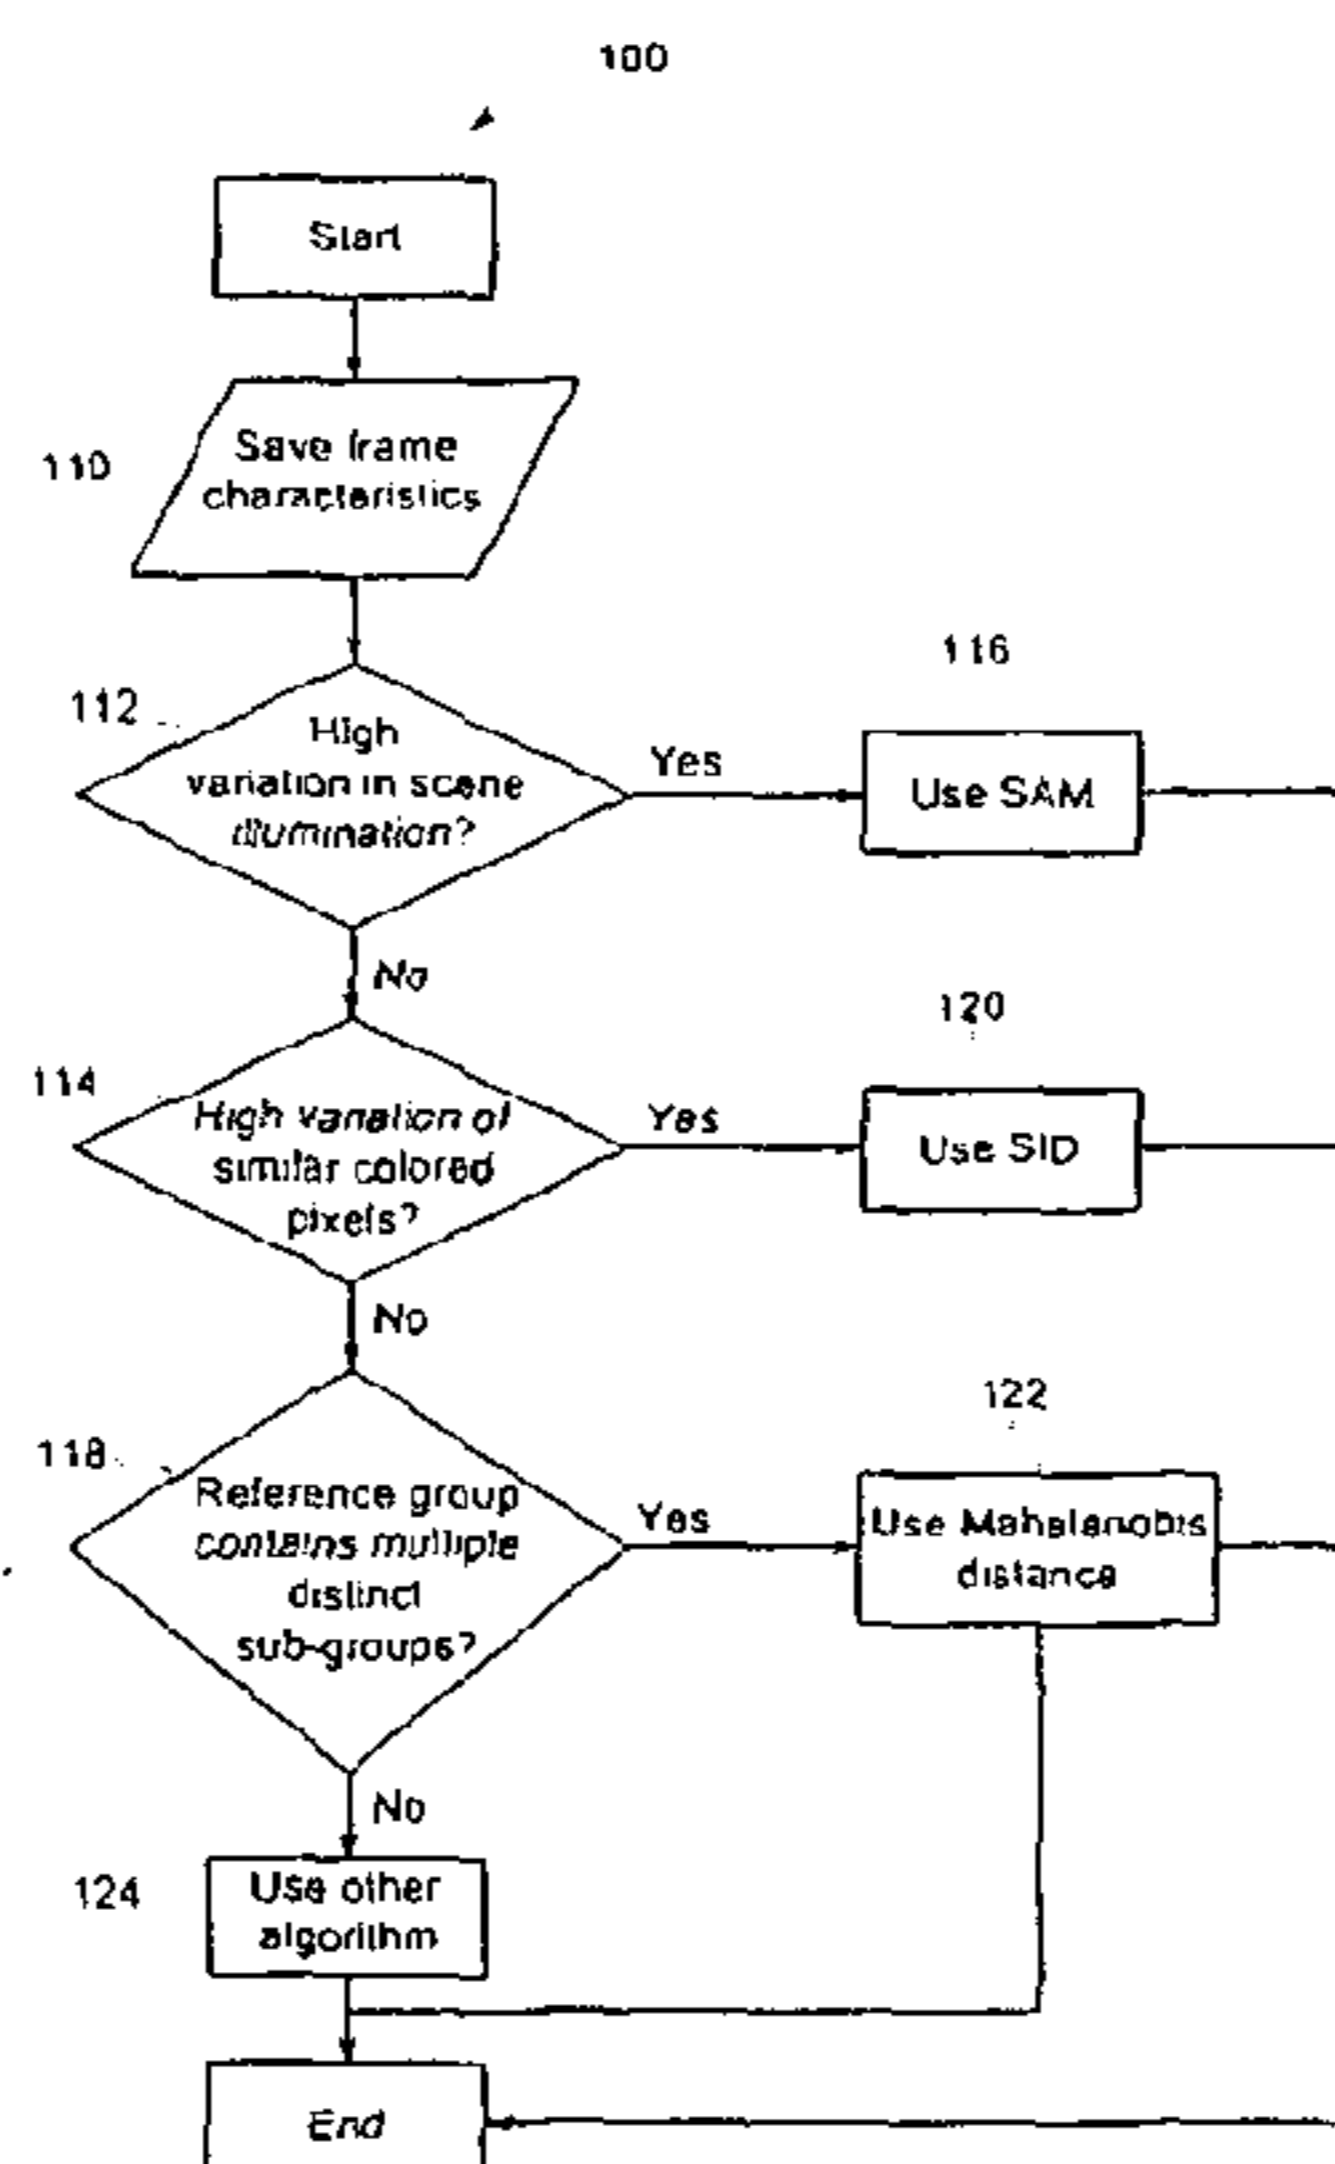 100
Start
110
Save frame
characteristics
112
High
variation in scene
illumination?
Yes
116
Use SAM
No
114
High variation of
similar colored
pixels?
Yes
120
Use SID
No
118
Reference group
contains multiple
distinct
sub-groups?
Yes
122
Use Mahalanobis
distance
No
124
Use other
algorithm
End